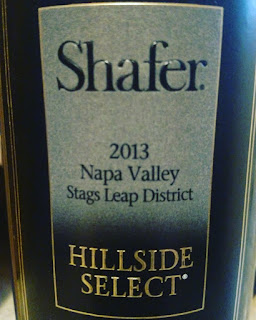 Shafer.
2013
Napa Valley
Stags Leap District
HILLSIDE
SELECT®